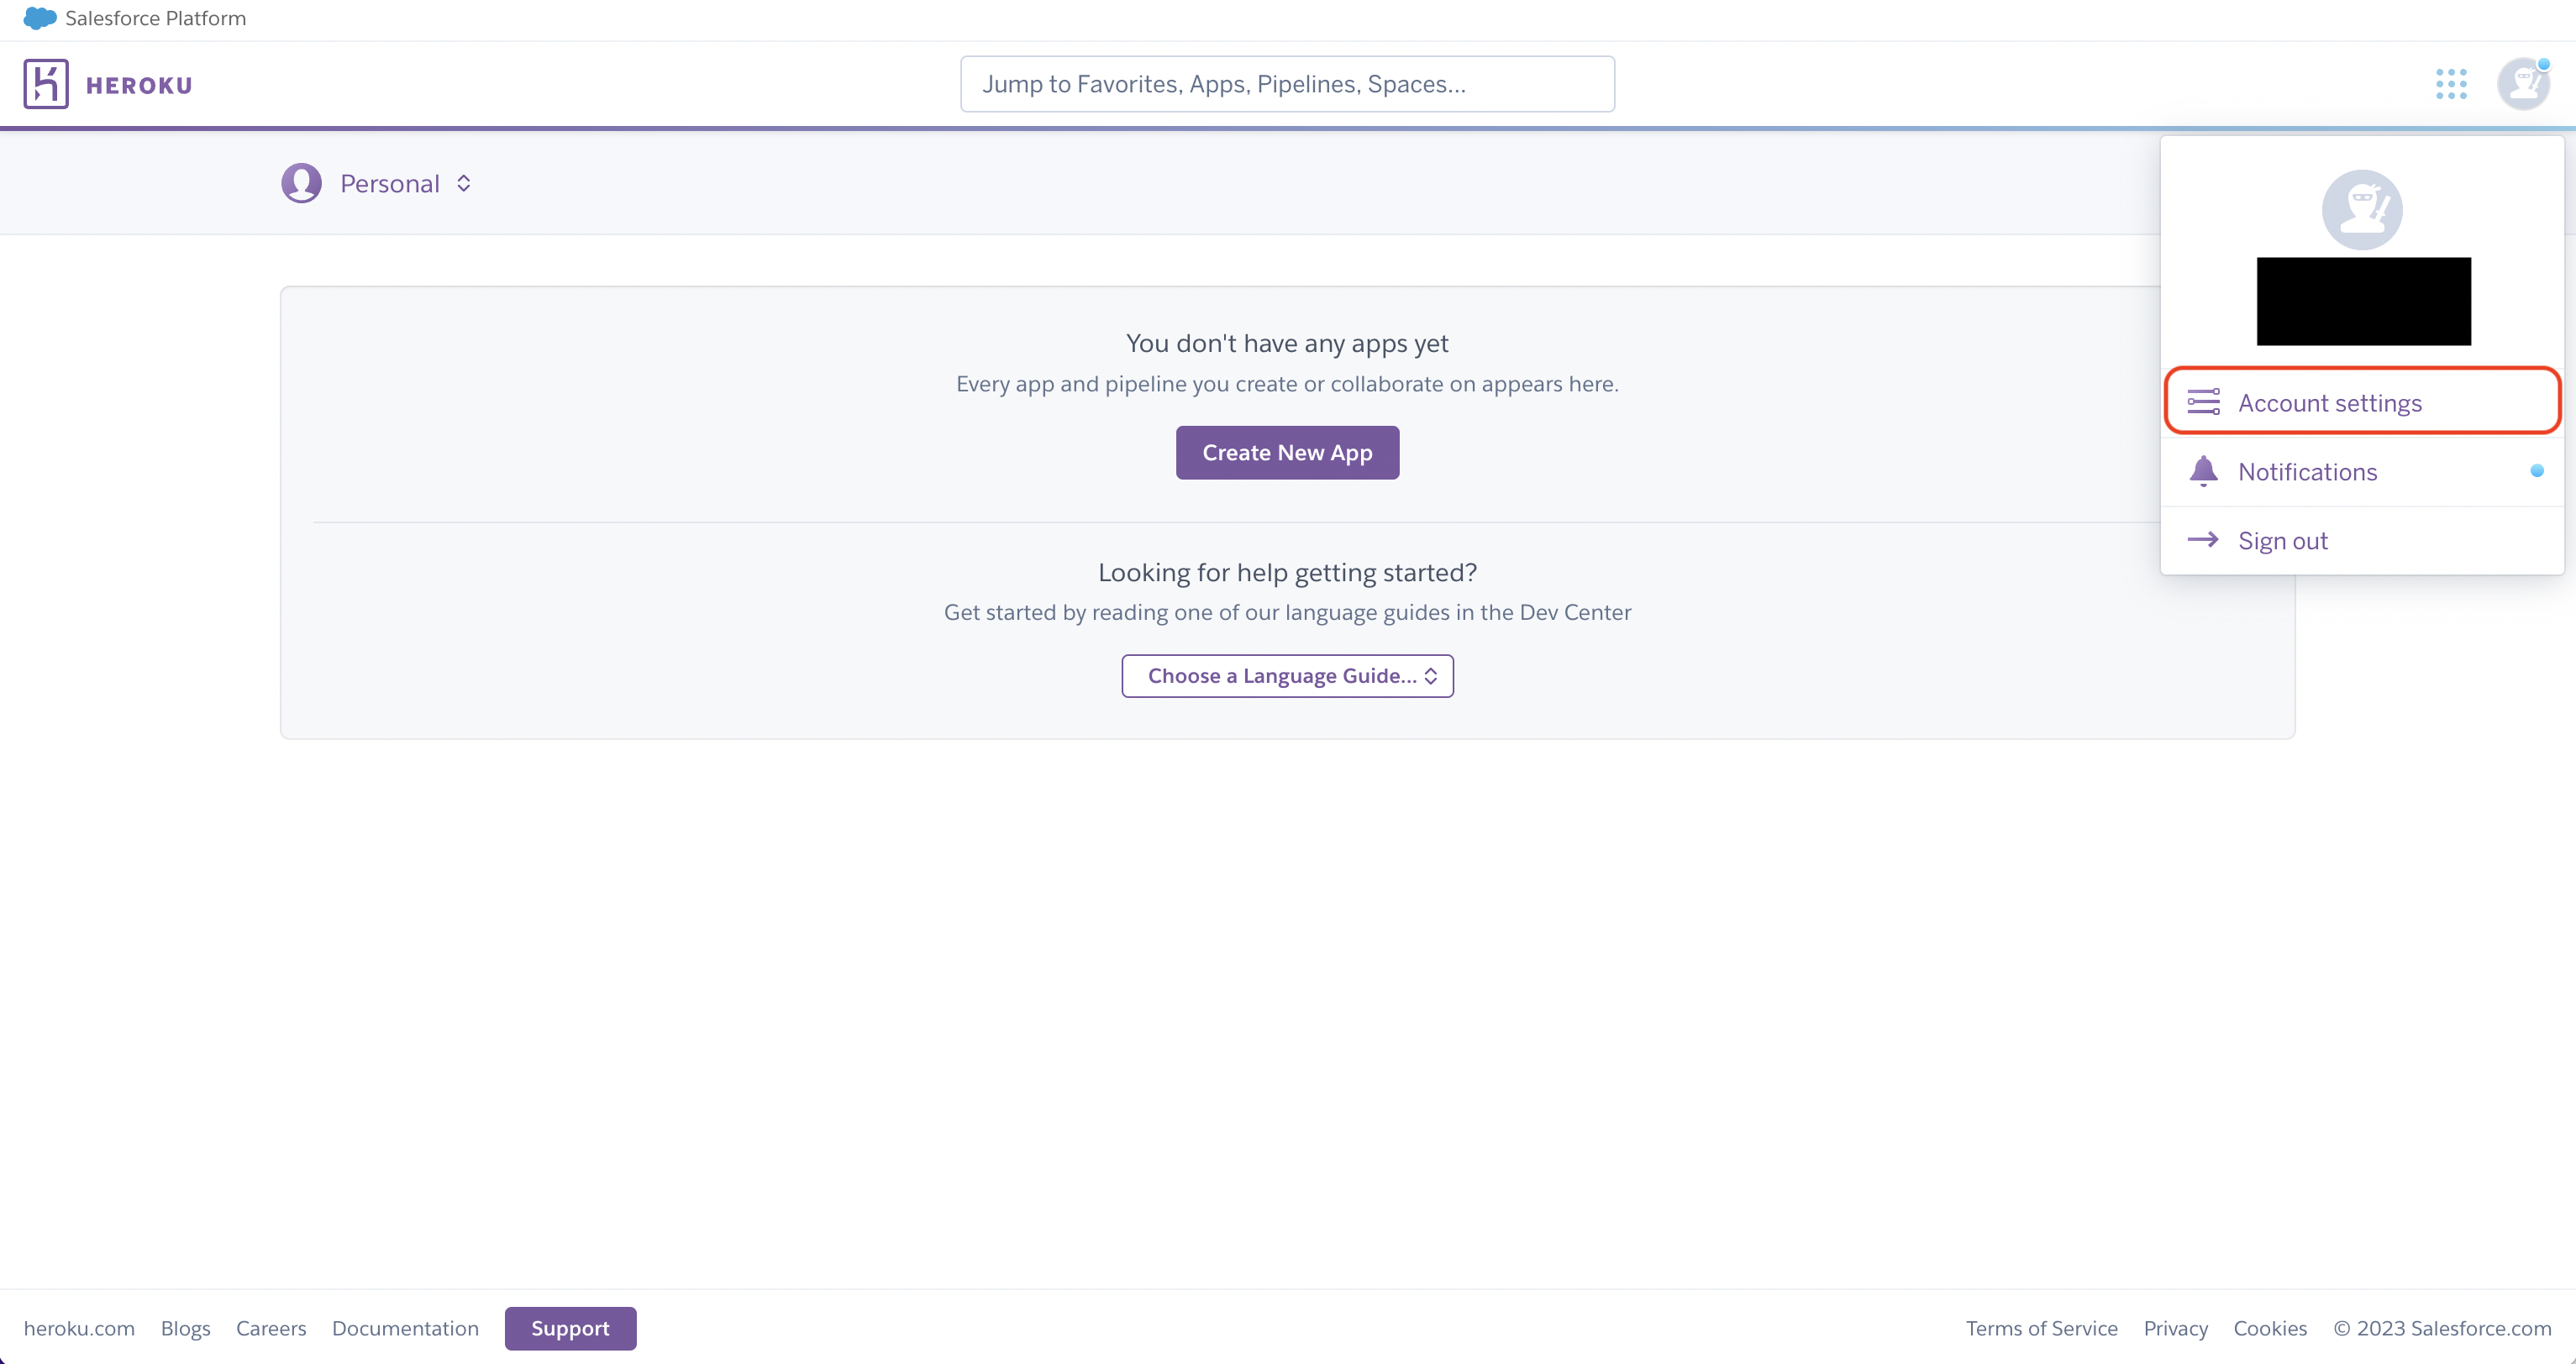 Salesforce Platform
HEROKU
Jump to Favorites, Apps, Pipelines, Spaces...
Personal
You don't have any apps yet
Every app and pipeline you create or collaborate on appears here.
Create New App
Looking for help getting started?
Get started by reading one of our language guides in the Dev Center
Choose a Language Guide...
Account settings
Notifications
Sign out
heroku.com Blogs Careers Documentation Support
Terms of Service Privacy Cookies © 2023 Salesforce.com